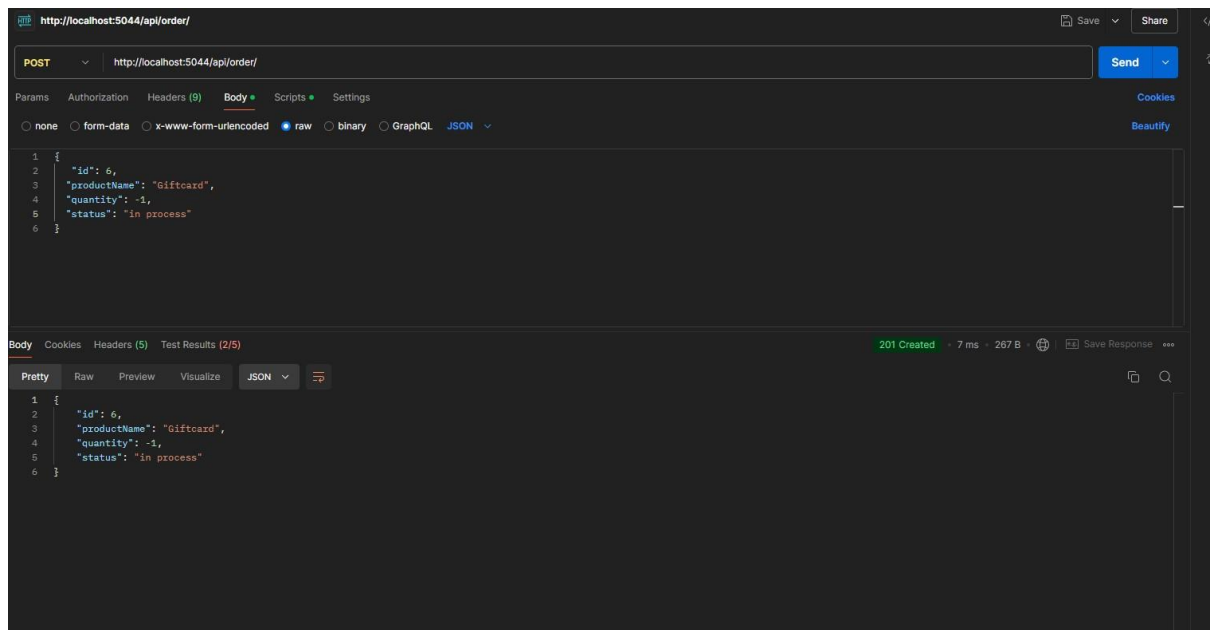 HTTP http://localhost:5044/api/order/ Save Share
POST http://localhost:5044/api/order/ Send
Params Authorization Headers (9) Body Scripts Settings Cookies
none form-data x-www-form-urlencoded raw binary GraphQL JSON Beautify
1 {
2 "id": 6,
3 "productName": "Giftcard",
4 "quantity": -1,
5 "status": "in process"
6 }
Body Cookies Headers (5) Test Results (2/5) 201 Created 7 ms 267 B Save Response
Pretty Raw Preview Visualize JSON
1 {
2 "id": 6,
3 "productName": "Giftcard",
4 "quantity": -1,
5 "status": "in process"
6 }